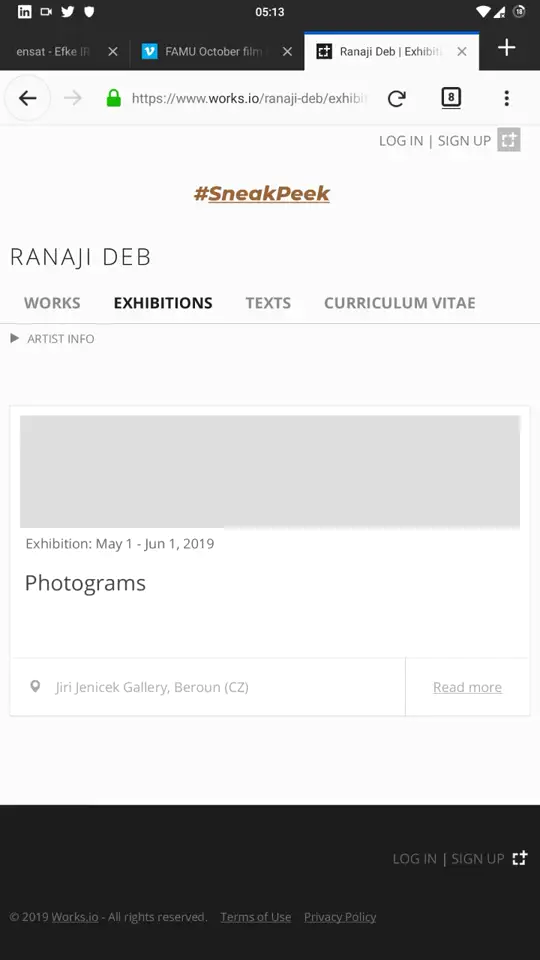 05:13
18
ensat - Efke IR
FAMU October film
Ranaji Deb | Exhibiti
https://www.works.io/ranaji-deb/exhibi
8
LOG IN | SIGN UP
#SneakPeek
RANAJI DEB
WORKS EXHIBITIONS TEXTS CURRICULUM VITAE
ARTIST INFO
Exhibition: May 1 - Jun 1, 2019
Photograms
Jiri Jenicek Gallery, Beroun (CZ)
Read more
LOG IN | SIGN UP
© 2019 Works.io - All rights reserved. Terms of Use Privacy Policy